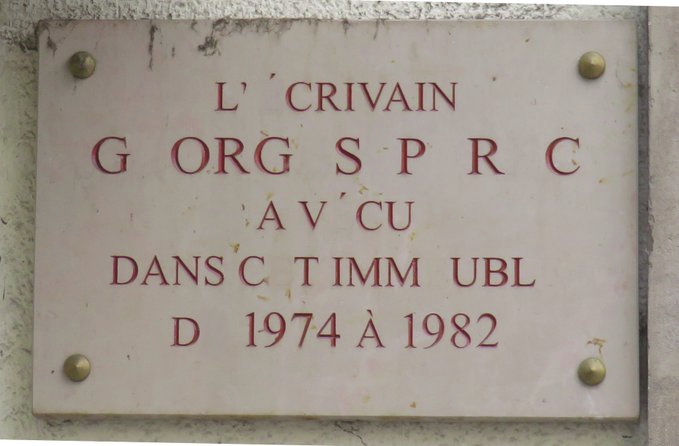 L' ´CRIVAIN
G ORG S P R C
A V ´CU
DANS C T IMM UBL
D 1974 À 1982